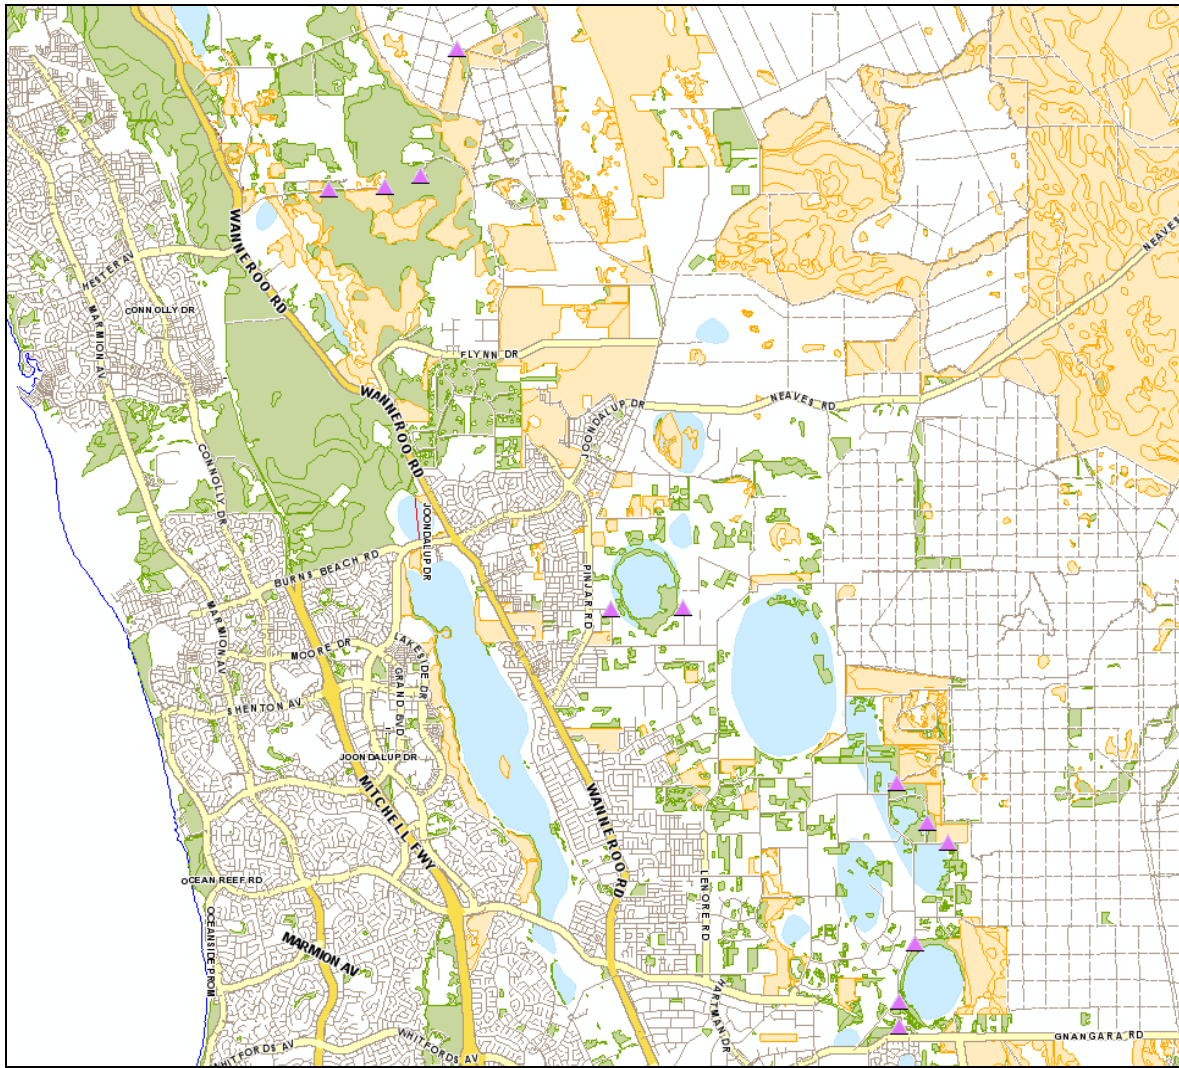 WANNEROO RD
NEAVES
HESTER AV
CONNOLLY DR
MARMION AV
FLYNN DR
WANNEROO RD
NEAVES RD
JOONDALUP DR
CONNOLLY DR
JOONDALUP DR
BURNS BEACH RD
PINJAR RD
MARMION AV
MOORE DR
LAKESIDE DR
GRAND BVD
SHENTON AV
JOONDALUP DR
MITCHELL FWY
WANNEROO RD
OCEAN REEF RD
LENORE RD
OCEANSIDE PROM
MARMION AV
HARTMAN DR
WHITFORDS AV
WHITFORDS AV
GNANGARA RD